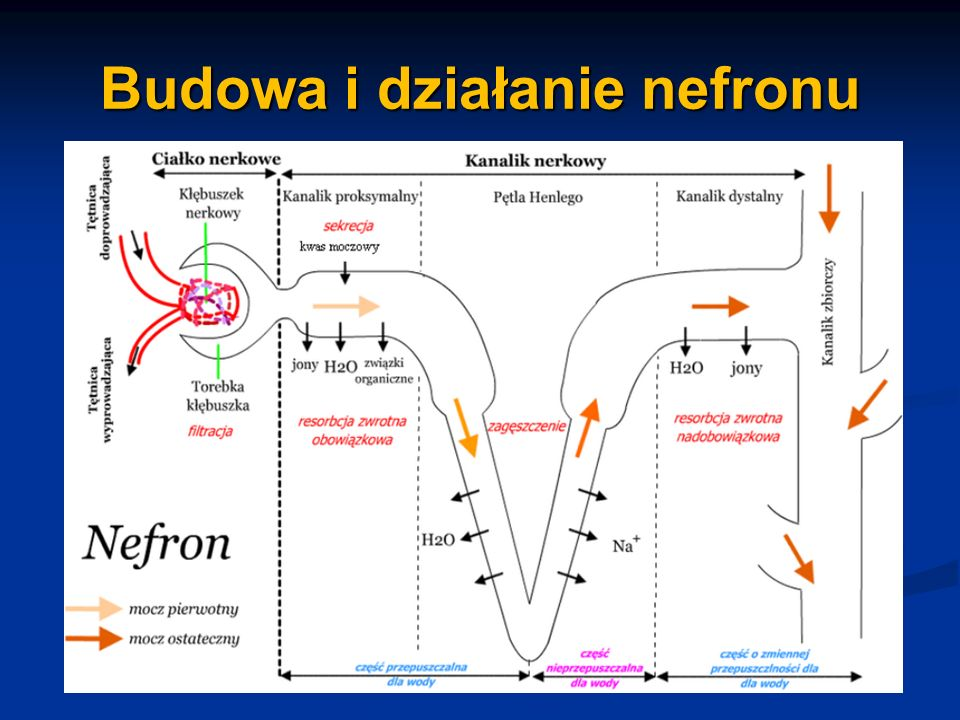 Budowa i działanie nefronu
Ciałko nerkowe
Kanalik nerkowy
Tętnica
doprowadzająca
Kłębuszek
nerkowy
Kanalik proksymalny
Pętla Henlego
Kanalik dystalny
sekrecja
kwas moczowy
Kanalik zbiorczy
Tętnica
wyprowadzająca
Torebka
kłębuszka
filtracja
jony
H2O
związki
organiczne
resorbcja zwrotna
obowiązkowa
zagęszczenie
H2O
jony
resorbcja zwrotna
nadobowiązkowa
H2O
Na+
Nefron
mocz pierwotny
mocz ostateczny
część przepuszczalna
dla wody
część
nieprzepuszczalna
dla wody
część o zmiennej
przepuszczlności dla
dla wody